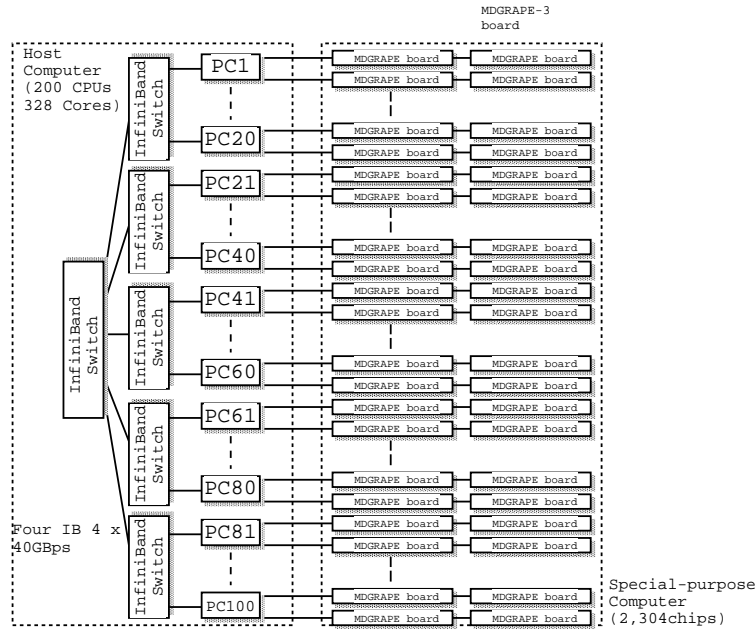 MDGRAPE-3
board
Host
Computer
(200 CPUs
328 Cores)
InfiniBand
Switch
InfiniBand
Switch
InfiniBand
Switch
InfiniBand
Switch
InfiniBand
Switch
InfiniBand
Switch
Four IB 4 x
40GBps
PC1
MDGRAPE board
MDGRAPE board
MDGRAPE board
MDGRAPE board
PC20
MDGRAPE board
MDGRAPE board
MDGRAPE board
MDGRAPE board
PC21
MDGRAPE board
MDGRAPE board
MDGRAPE board
MDGRAPE board
PC40
MDGRAPE board
MDGRAPE board
MDGRAPE board
MDGRAPE board
PC41
MDGRAPE board
MDGRAPE board
MDGRAPE board
MDGRAPE board
PC60
MDGRAPE board
MDGRAPE board
MDGRAPE board
MDGRAPE board
PC61
MDGRAPE board
MDGRAPE board
MDGRAPE board
MDGRAPE board
PC80
MDGRAPE board
MDGRAPE board
MDGRAPE board
MDGRAPE board
PC81
MDGRAPE board
MDGRAPE board
MDGRAPE board
MDGRAPE board
PC100
MDGRAPE board
MDGRAPE board
MDGRAPE board
MDGRAPE board
Special-purpose
Computer
(2,304chips)